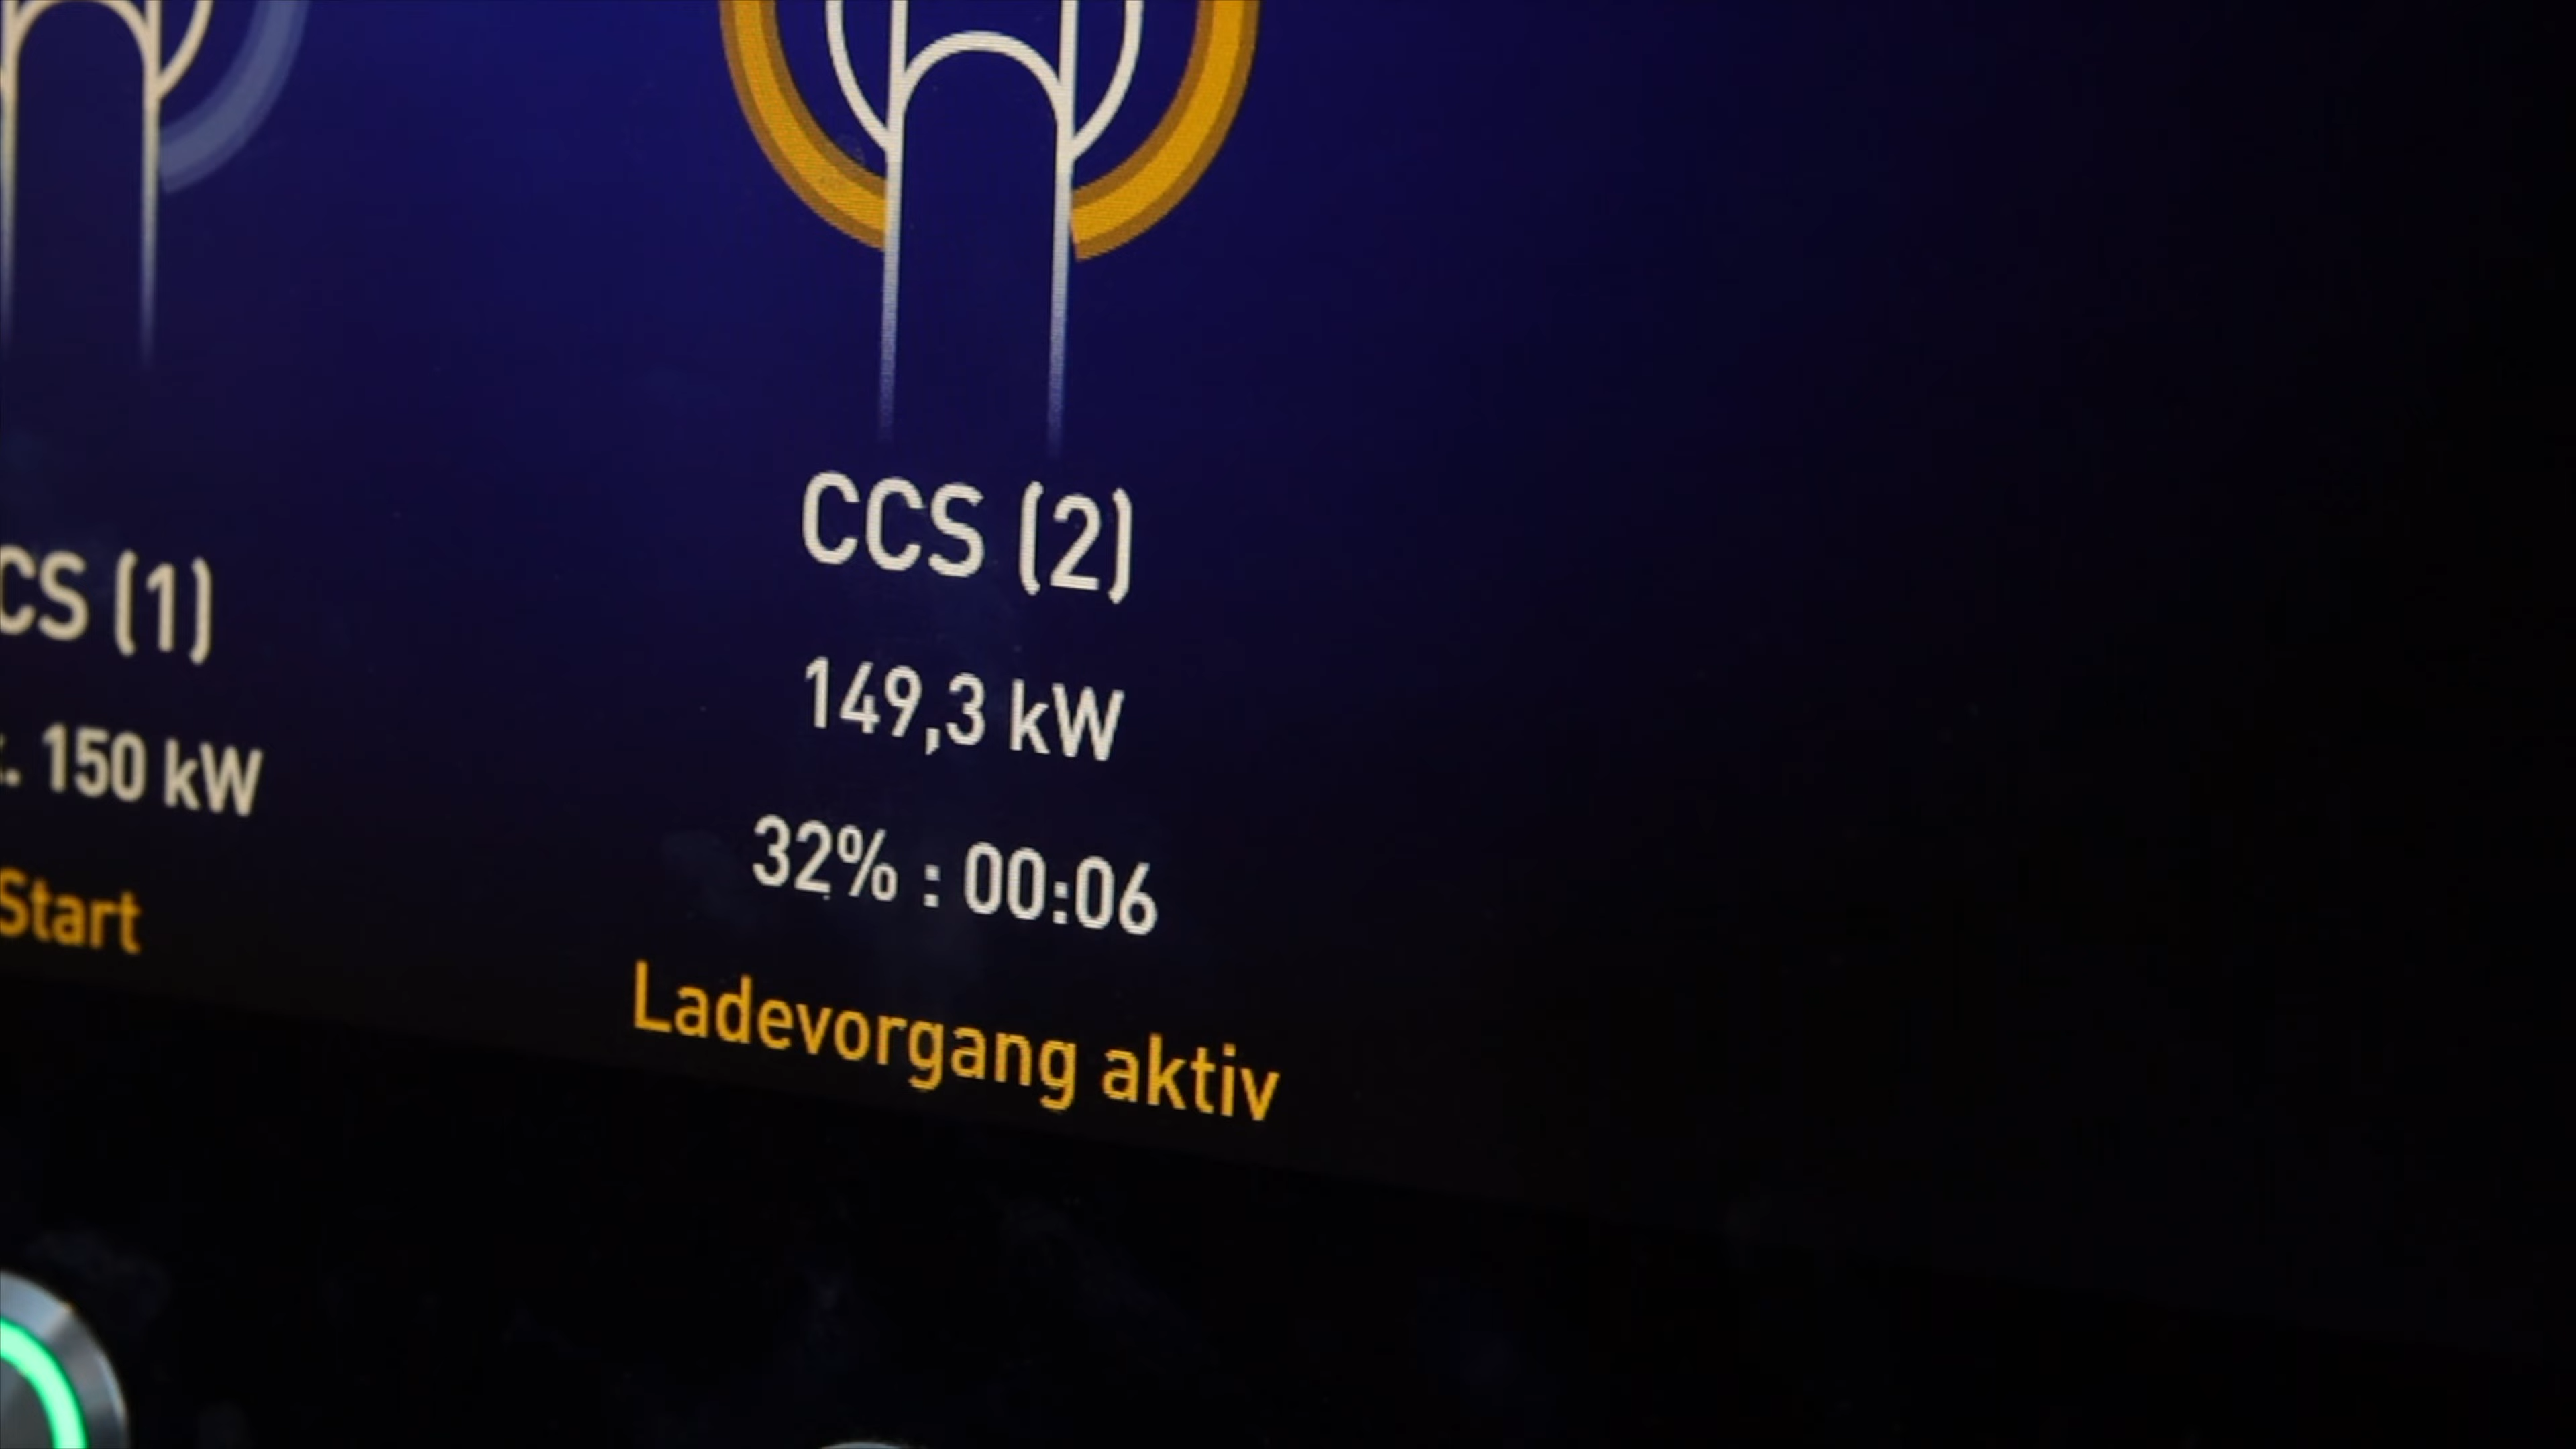 CS (1)
. 150 kW
Start
CCS (2)
149,3 kW
32% : 00:06
Ladevorgang aktiv